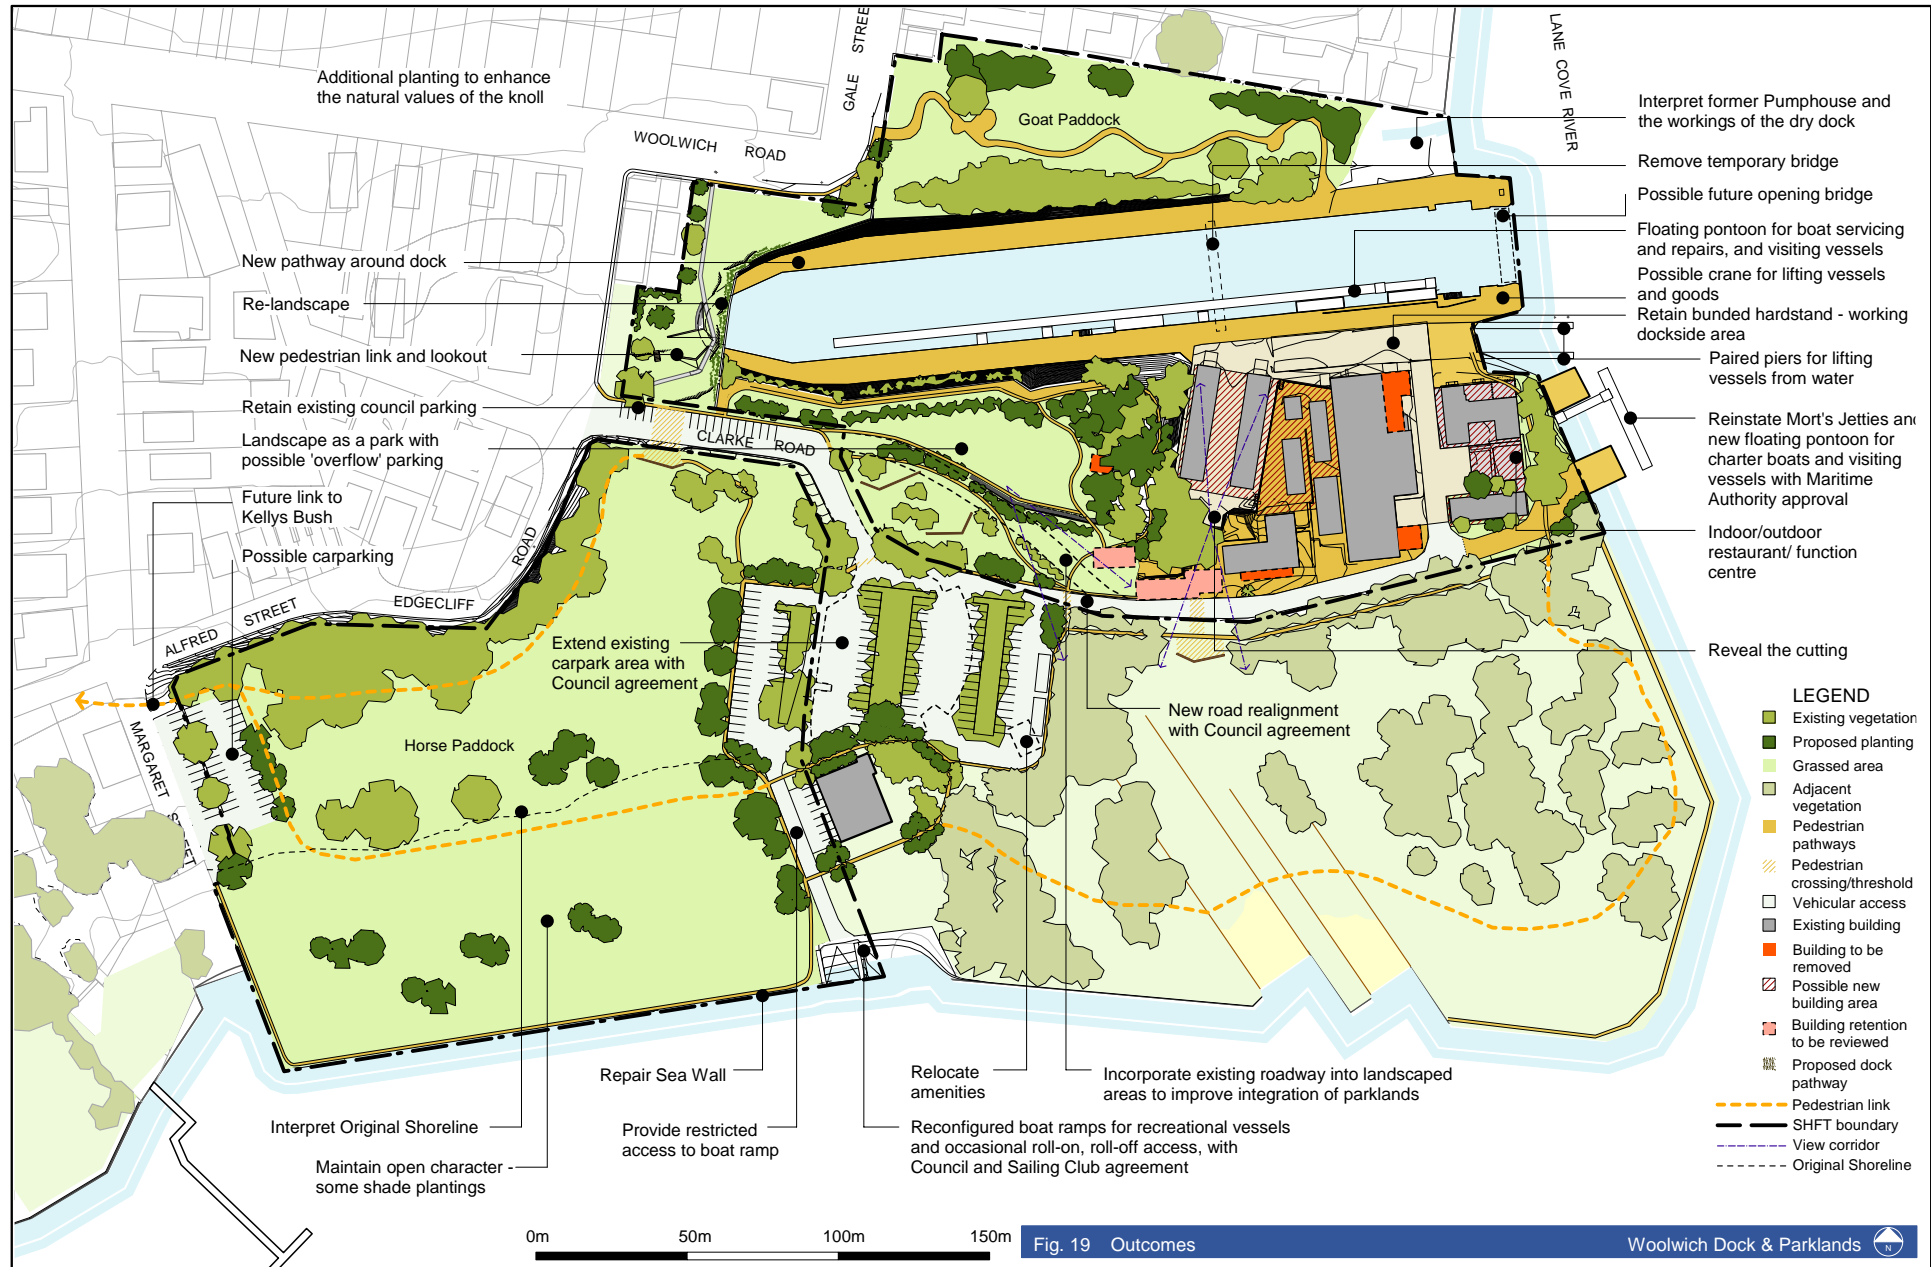 Additional planting to enhance
the natural values of the knoll
GALE STREE
WOOLWICH ROAD
Goat Paddock
LANE COVE RIVER
Interpret former Pumphouse and
the workings of the dry dock
Remove temporary bridge
Possible future opening bridge
Floating pontoon for boat servicing
and repairs, and visiting vessels
Possible crane for lifting vessels
and goods
Retain bunded hardstand - working
dockside area
Paired piers for lifting
vessels from water
Reinstate Mort's Jetties and
new floating pontoon for
charter boats and visiting
vessels with Maritime
Authority approval
Indoor/outdoor
restaurant/ function
centre
Reveal the cutting
New pathway around dock
Re-landscape
New pedestrian link and lookout
Retain existing council parking
Landscape as a park with
possible 'overflow' parking
CLARKE ROAD
Future link to
Kellys Bush
Possible carparking
ALFRED STREET
EDGECLIFF ROAD
MARGARET STREET
Extend existing
carpark area with
Council agreement
Horse Paddock
New road realignment
with Council agreement
LEGEND
Existing vegetation
Proposed planting
Grassed area
Adjacent
vegetation
Pedestrian
pathways
Pedestrian
crossing/threshold
Vehicular access
Existing building
Building to be
removed
Possible new
building area
Building retention
to be reviewed
Proposed dock
pathway
Pedestrian link
SHFT boundary
View corridor
Original Shoreline
Repair Sea Wall
Relocate
amenities
Incorporate existing roadway into landscaped
areas to improve integration of parklands
Interpret Original Shoreline
Provide restricted
access to boat ramp
Reconfigured boat ramps for recreational vessels
and occasional roll-on, roll-off access, with
Council and Sailing Club agreement
Maintain open character -
some shade plantings
0m 50m 100m 150m
Fig. 19 Outcomes
Woolwich Dock & Parklands
N